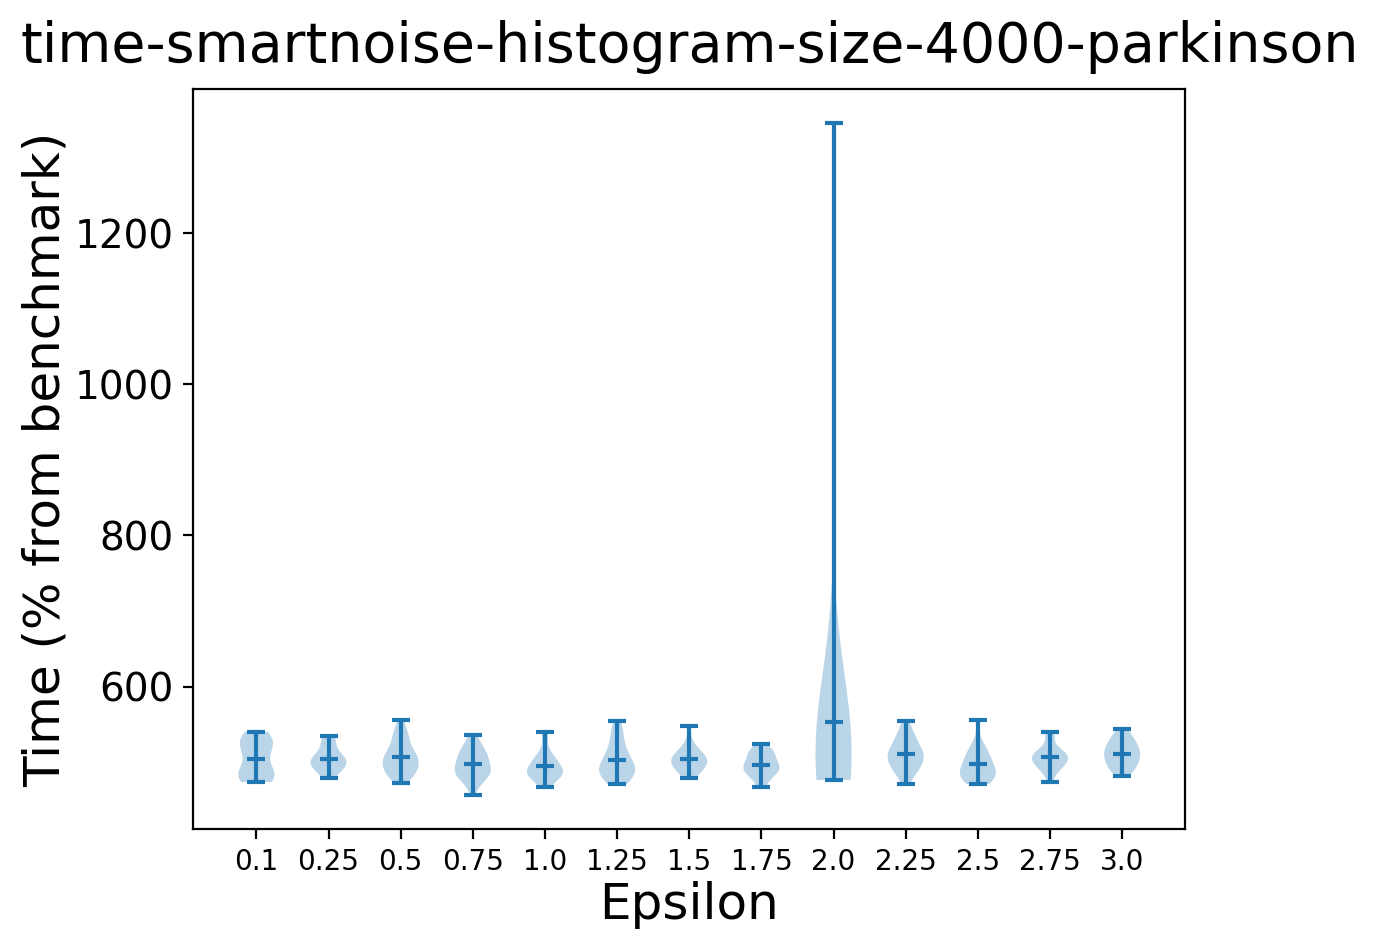 time-smartnoise-histogram-size-4000-parkinson
Time (% from benchmark)
1200
1000
800
600
0.1 0.25 0.5 0.75 1.0 1.25 1.5 1.75 2.0 2.25 2.5 2.75 3.0
Epsilon